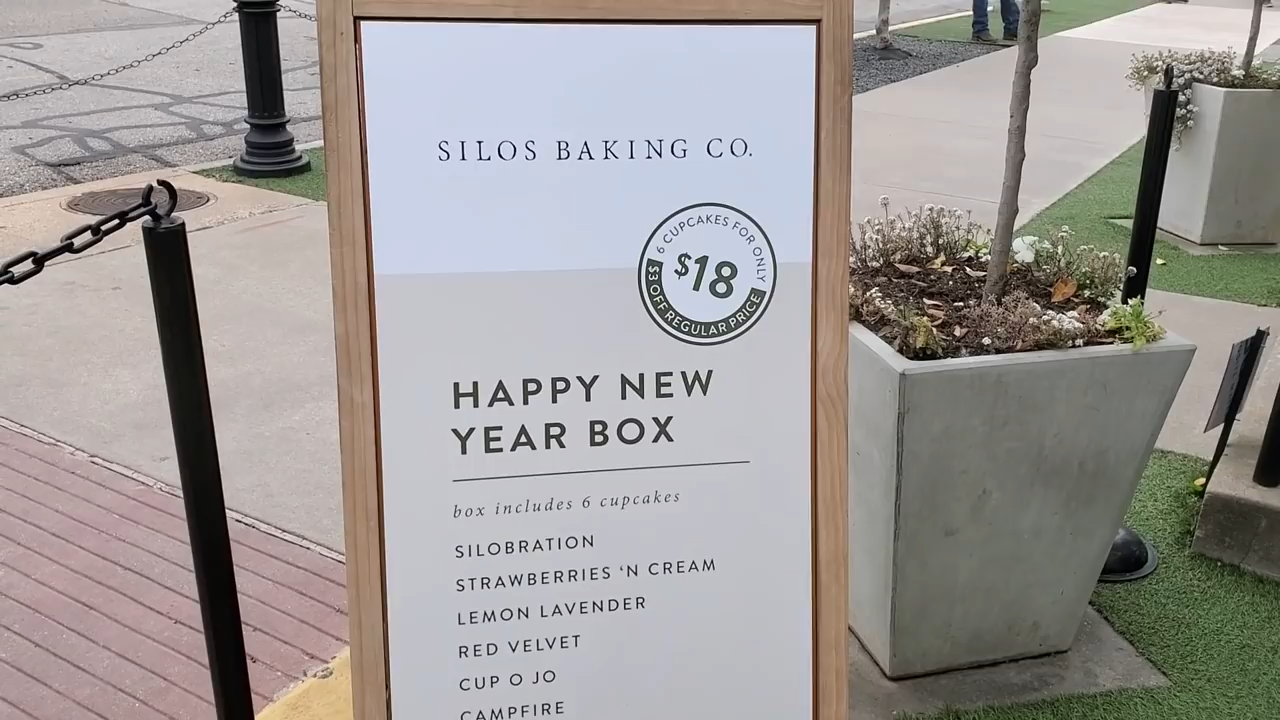 SILOS BAKING CO.
6 CUPCAKES FOR ONLY
$18
$3 OFF REGULAR PRICE
HAPPY NEW
YEAR BOX
box includes 6 cupcakes
SILOBRATION
STRAWBERRIES ‘N CREAM
LEMON LAVENDER
RED VELVET
CUP O JO
CAMPFIRE